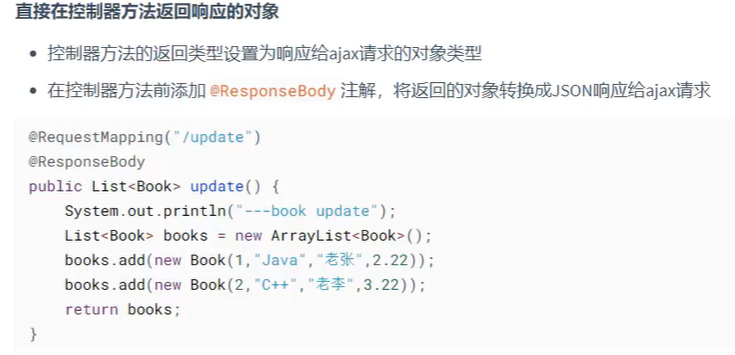 直接在控制器方法返回响应的对象
控制器方法的返回类型设置为响应给ajax请求的对象类型
在控制器方法前添加 @ResponseBody 注解，将返回的对象转换成JSON响应给ajax请求
@RequestMapping("/update")
@ResponseBody
public List<Book> update() {
    System.out.println("---book update");
    List<Book> books = new ArrayList<Book>();
    books.add(new Book(1,"Java","老张",2.22));
    books.add(new Book(2,"C++","老李",3.22));
    return books;
}